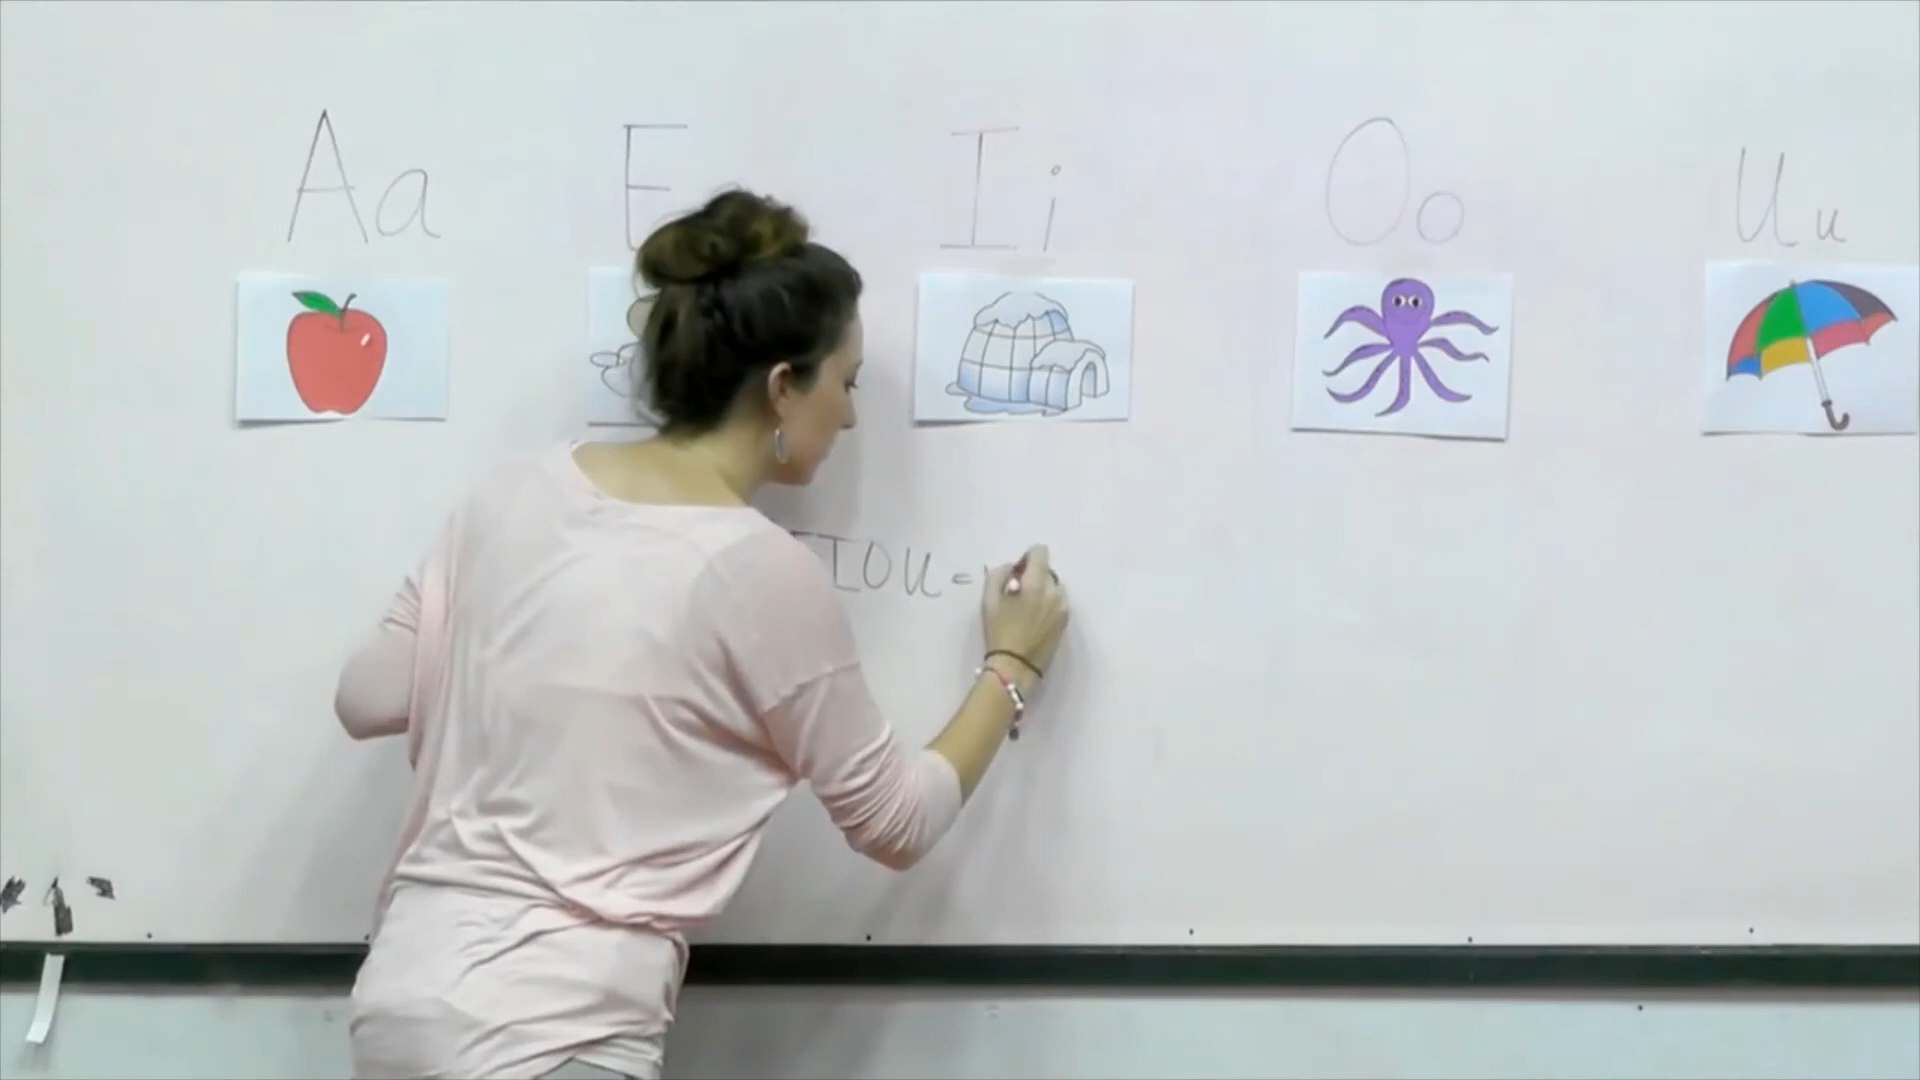 Aa E Ii Oo Uu
IOU =